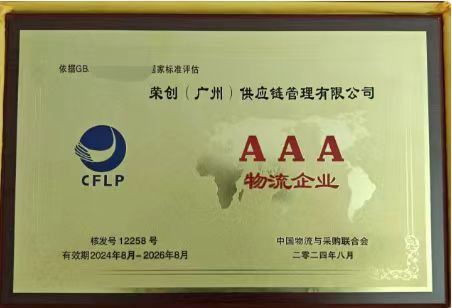 依据GB 国家标准评估
荣创（广州）供应链管理有限公司
CFLP
AAA
物流企业
核发号 12258 号
有效期2024年8月-2026年8月
中国物流与采购联合会
二零二四年八月